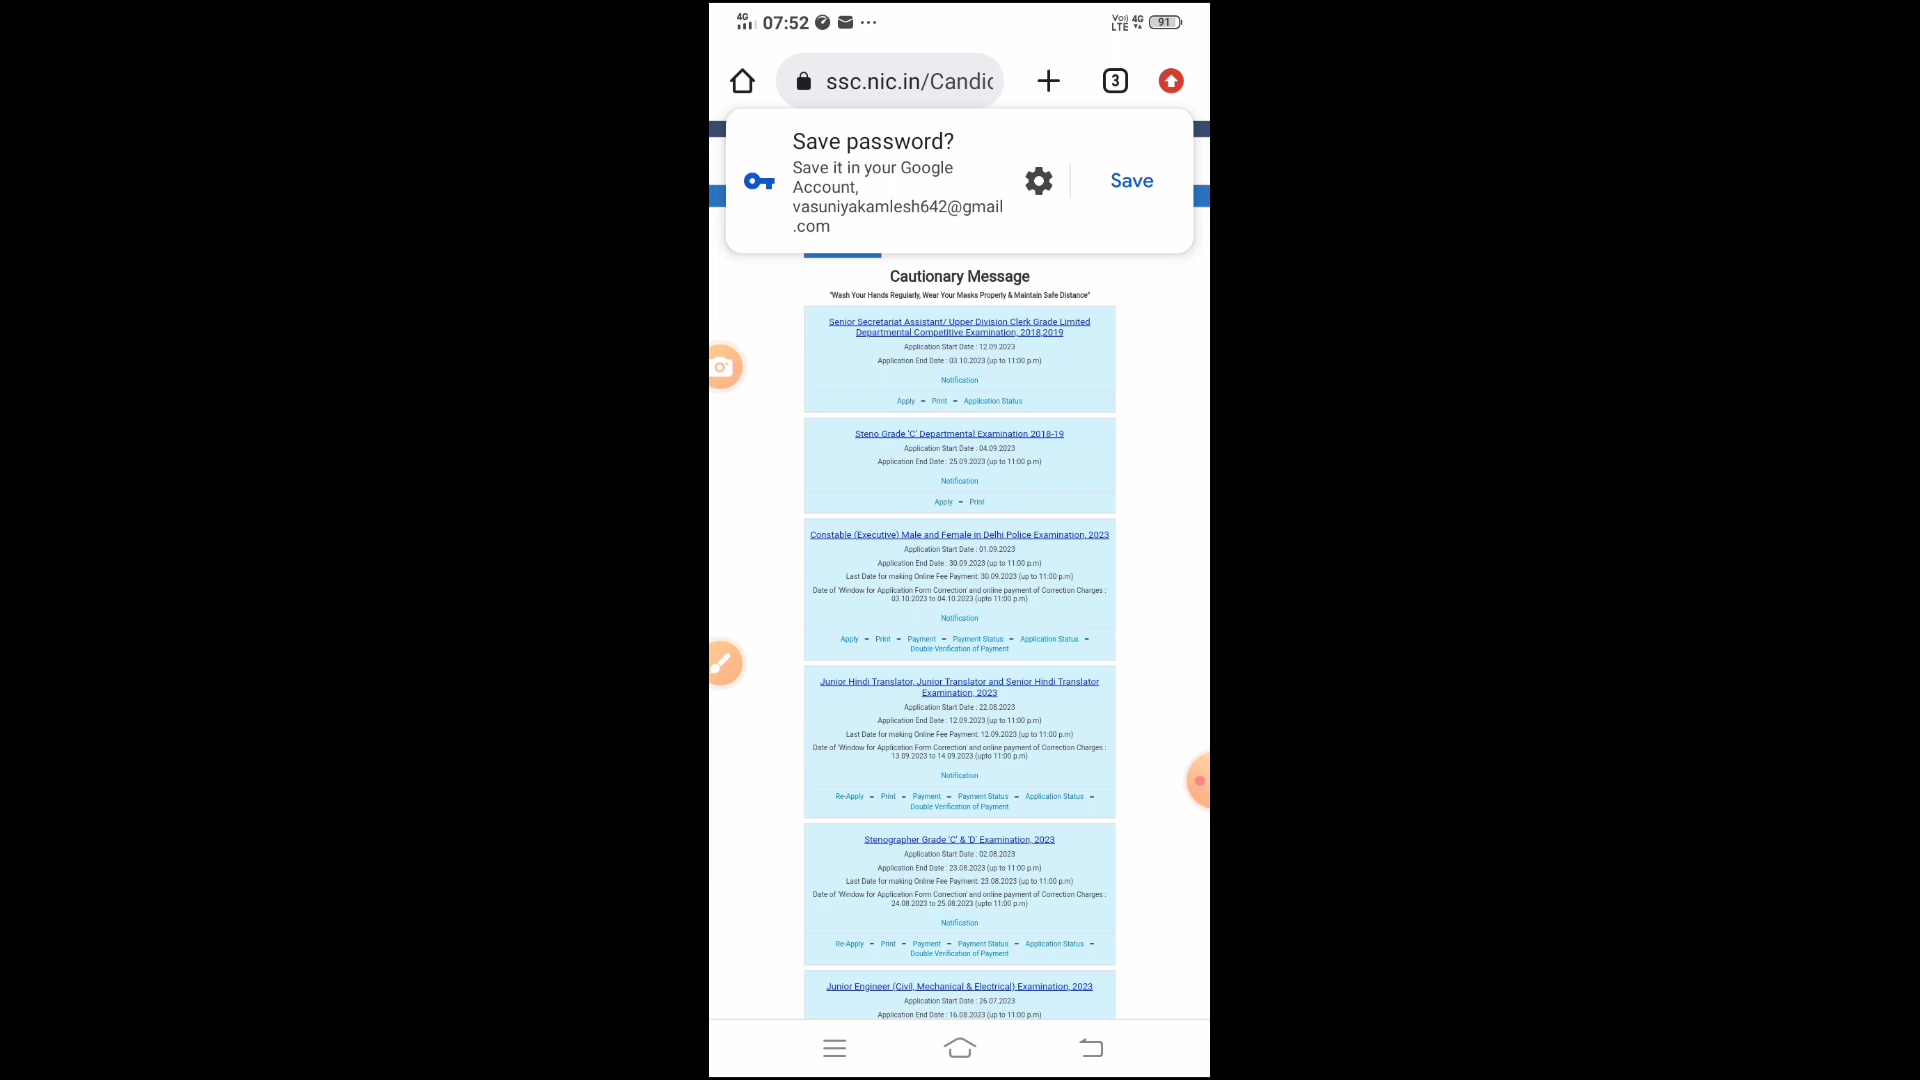 4G 07:52 ... Vo)) LTE 4G 91
ssc.nic.in/Candic
3
Save password?
Save it in your Google
Account,
vasuniyakamlesh642@gmail
.com
Save
Cautionary Message
"Wash Your Hands Regularly, Wear Your Masks Properly & Maintain Safe Distance"
Senior Secretariat Assistant/ Upper Division Clerk Grade Limited
Departmental Competitive Examination, 2018,2019
Application Start Date : 12.09.2023
Application End Date : 03.10.2023 (up to 11:00 p.m)
Notification
Apply – Print – Application Status
Steno Grade 'C' Departmental Examination 2018-19
Application Start Date : 04.09.2023
Application End Date : 25.09.2023 (up to 11:00 p.m)
Notification
Apply – Print
Constable (Executive) Male and Female in Delhi Police Examination, 2023
Application Start Date : 01.09.2023
Application End Date : 30.09.2023 (up to 11:00 p.m)
Last Date for making Online Fee Payment: 30.09.2023 (up to 11:00 p.m)
Date of 'Window for Application Form Correction' and online payment of Correction Charges :
03.10.2023 to 04.10.2023 (upto 11:00 p.m)
Notification
Apply – Print – Payment – Payment Status – Application Status –
Double Verification of Payment
Junior Hindi Translator, Junior Translator and Senior Hindi Translator
Examination, 2023
Application Start Date : 22.08.2023
Application End Date : 12.09.2023 (up to 11:00 p.m)
Last Date for making Online Fee Payment: 12.09.2023 (up to 11:00 p.m)
Date of 'Window for Application Form Correction' and online payment of Correction Charges :
13.09.2023 to 14.09.2023 (upto 11:00 p.m)
Notification
Re-Apply – Print – Payment – Payment Status – Application Status –
Double Verification of Payment
Stenographer Grade 'C' & 'D' Examination, 2023
Application Start Date : 02.08.2023
Application End Date : 23.08.2023 (up to 11:00 p.m)
Last Date for making Online Fee Payment: 23.08.2023 (up to 11:00 p.m)
Date of 'Window for Application Form Correction' and online payment of Correction Charges :
24.08.2023 to 25.08.2023 (upto 11:00 p.m)
Notification
Re-Apply – Print – Payment – Payment Status – Application Status –
Double Verification of Payment
Junior Engineer (Civil, Mechanical & Electrical) Examination, 2023
Application Start Date : 26.07.2023
Application End Date : 16.08.2023 (up to 11:00 p.m)